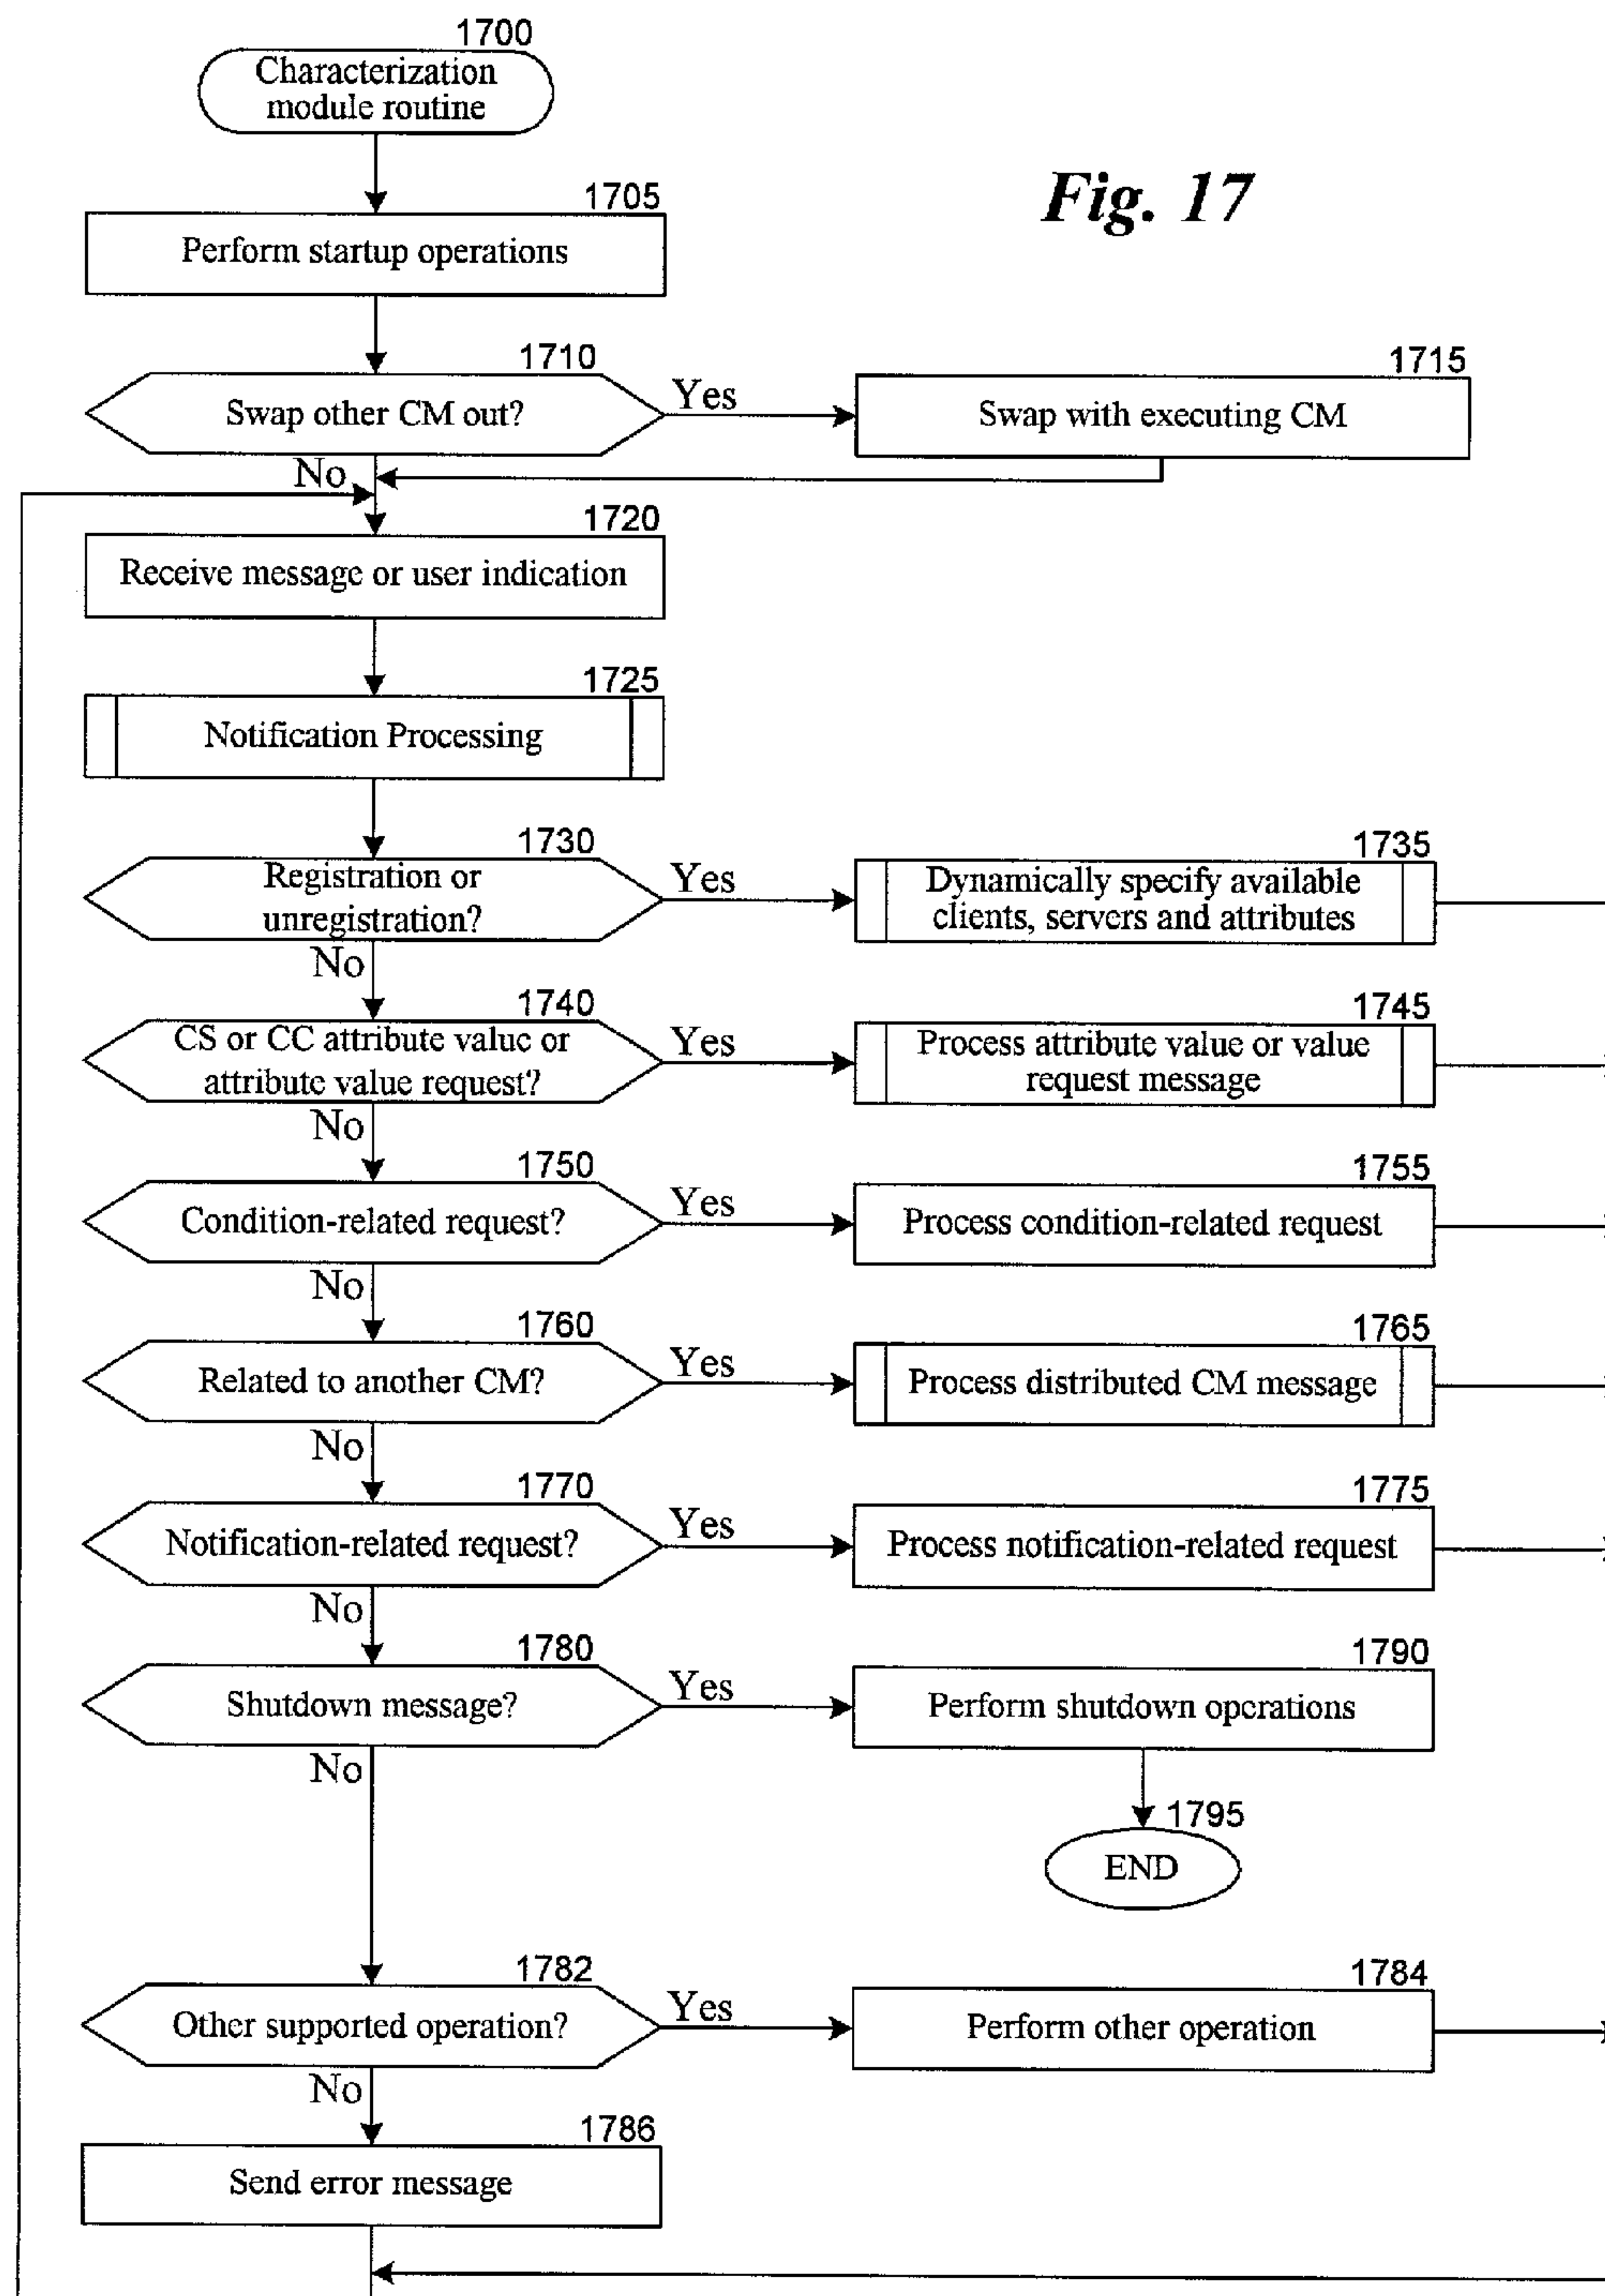 1700
Characterization
module routine
Fig. 17
1705
Perform startup operations
1710
Swap other CM out?
Yes
1715
Swap with executing CM
No
1720
Receive message or user indication
1725
Notification Processing
1730
Registration or
unregistration?
Yes
1735
Dynamically specify available
clients, servers and attributes
No
1740
CS or CC attribute value or
attribute value request?
Yes
1745
Process attribute value or value
request message
No
1750
Condition-related request?
Yes
1755
Process condition-related request
No
1760
Related to another CM?
Yes
1765
Process distributed CM message
No
1770
Notification-related request?
Yes
1775
Process notification-related request
No
1780
Shutdown message?
Yes
1790
Perform shutdown operations
No
1795
END
1782
Other supported operation?
Yes
1784
Perform other operation
No
1786
Send error message